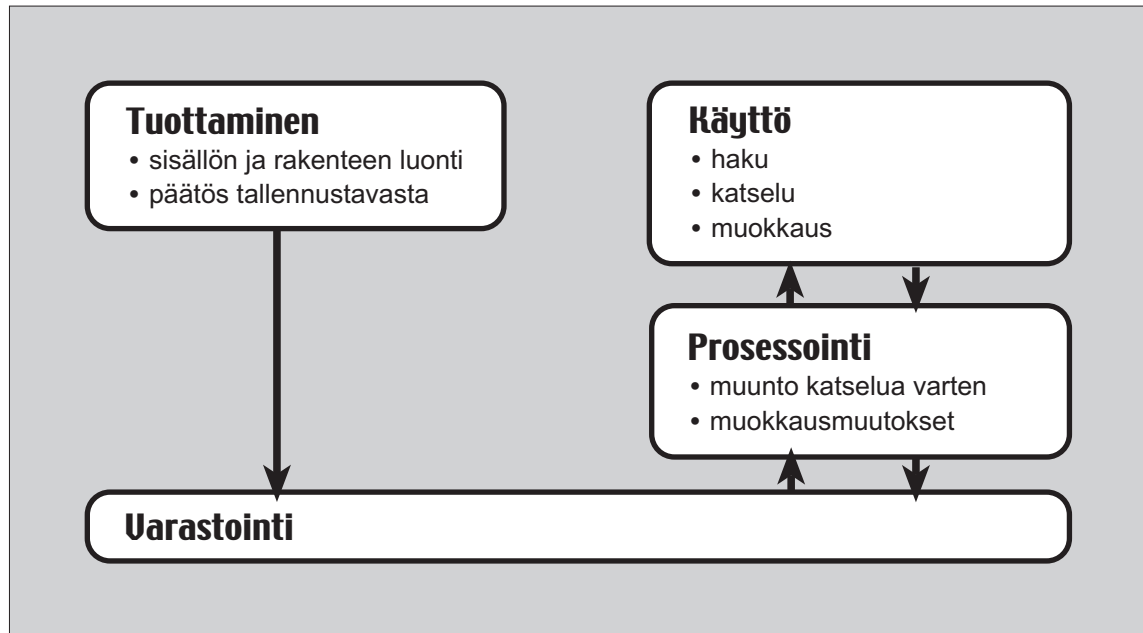 Tuottaminen
• sisällön ja rakenteen luonti
• päätös tallennustavasta
Käyttö
• haku
• katselu
• muokkaus
Prosessointi
• muunto katselua varten
• muokkausmuutokset
Varastointi